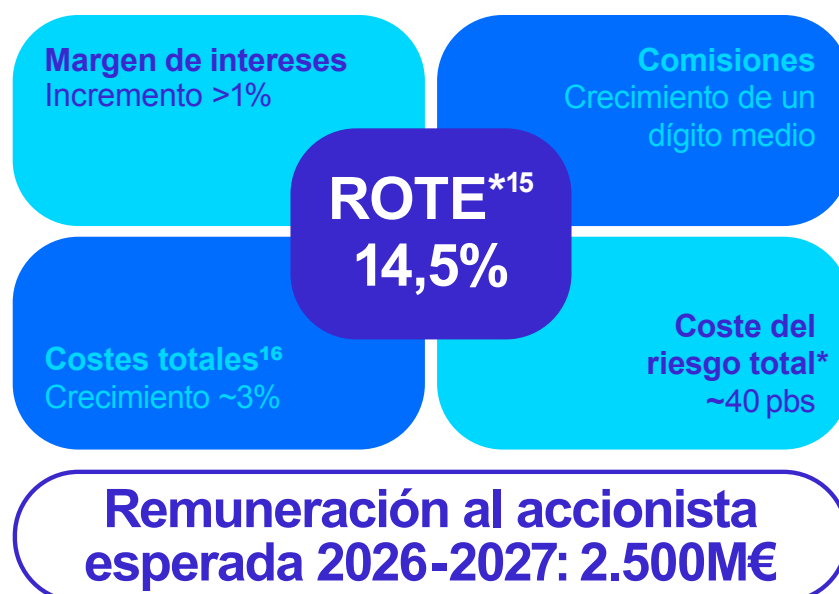 Margen de intereses
Incremento >1%
Comisiones
Crecimiento de un
dígito medio
ROTE*¹⁵
14,5%
Costes totales¹⁶
Crecimiento ~3%
Coste del
riesgo total*
~40 pbs
Remuneración al accionista
esperada 2026-2027: 2.500M€